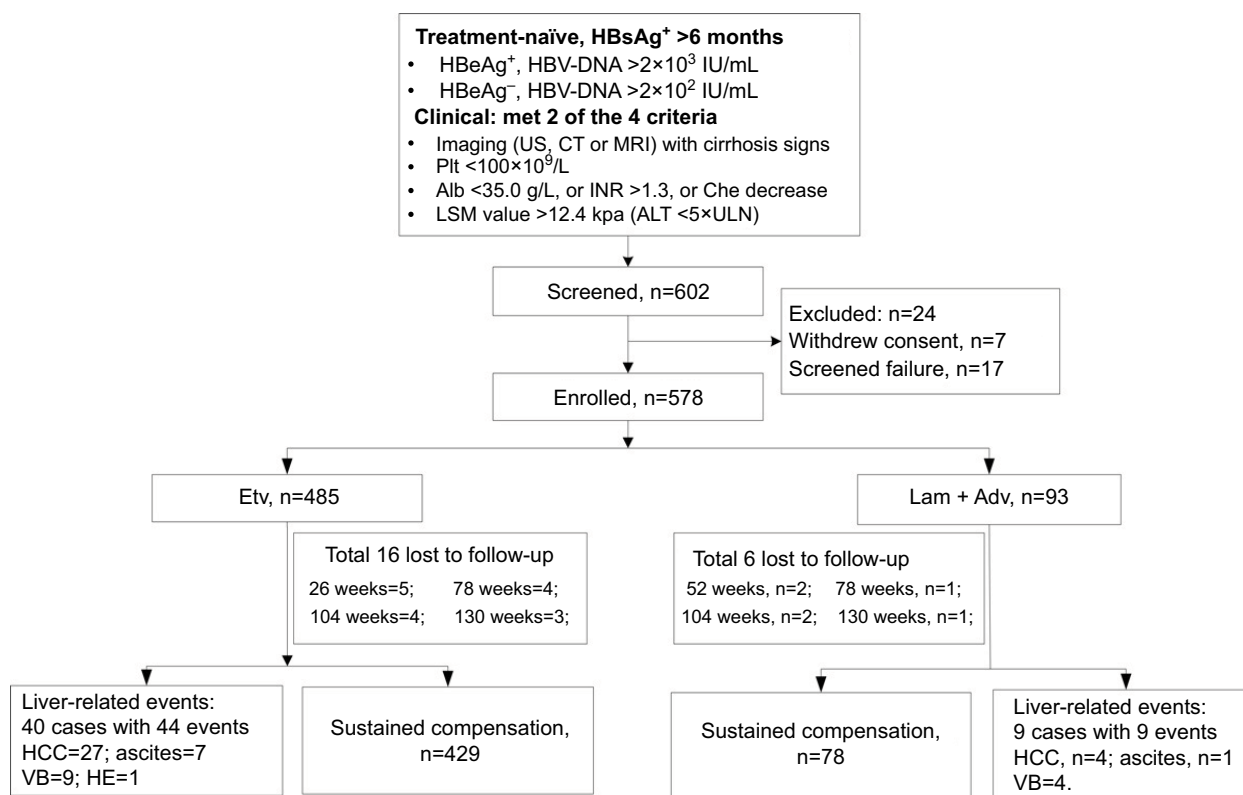 Treatment-naïve, HBsAg⁺ >6 months
• HBeAg⁺, HBV-DNA >2×10³ IU/mL
• HBeAg⁻, HBV-DNA >2×10² IU/mL
Clinical: met 2 of the 4 criteria
• Imaging (US, CT or MRI) with cirrhosis signs
• Plt <100×10⁹/L
• Alb <35.0 g/L, or INR >1.3, or Che decrease
• LSM value >12.4 kpa (ALT <5×ULN)
Screened, n=602
Excluded: n=24
Withdrew consent, n=7
Screened failure, n=17
Enrolled, n=578
Etv, n=485
Lam + Adv, n=93
Total 16 lost to follow-up
26 weeks=5; 78 weeks=4;
104 weeks=4; 130 weeks=3;
Total 6 lost to follow-up
52 weeks, n=2; 78 weeks, n=1;
104 weeks, n=2; 130 weeks, n=1;
Liver-related events:
40 cases with 44 events
HCC=27; ascites=7
VB=9; HE=1
Sustained compensation,
n=429
Sustained compensation,
n=78
Liver-related events:
9 cases with 9 events
HCC, n=4; ascites, n=1
VB=4.